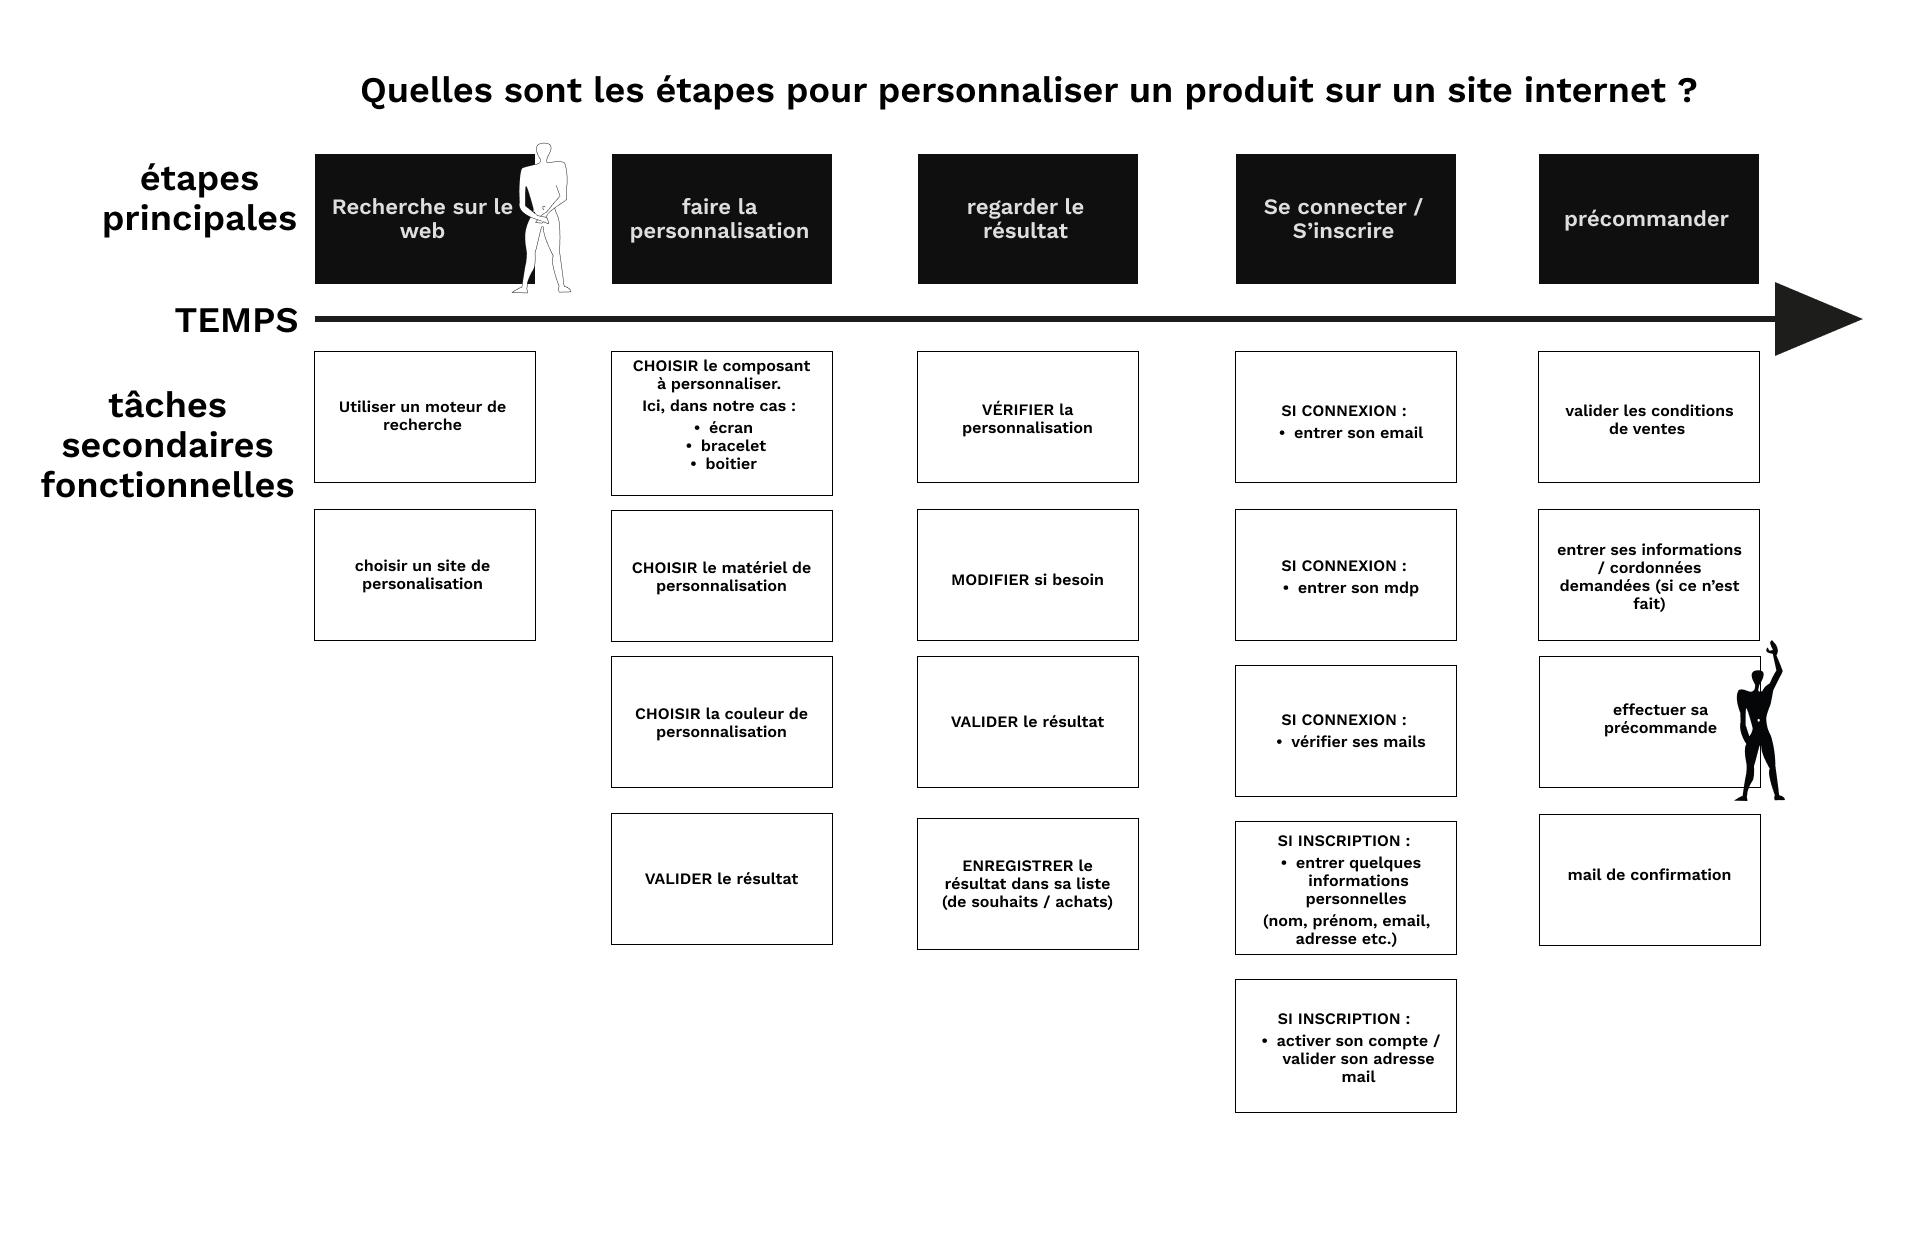 Quelles sont les étapes pour personnaliser un produit sur un site internet ?
étapes
principales
Recherche sur le
web
faire la
personnalisation
regarder le
résultat
Se connecter /
S’inscrire
précommander
TEMPS
tâches
secondaires
fonctionnelles
Utiliser un moteur de
recherche
choisir un site de
personalisation
CHOISIR le composant
à personnaliser.
Ici, dans notre cas :
• écran
• bracelet
• boitier
CHOISIR le matériel de
personnalisation
CHOISIR la couleur de
personnalisation
VALIDER le résultat
VÉRIFIER la
personnalisation
MODIFIER si besoin
VALIDER le résultat
ENREGISTRER le
résultat dans sa liste
(de souhaits / achats)
SI CONNEXION :
• entrer son email
SI CONNEXION :
• entrer son mdp
SI CONNEXION :
• vérifier ses mails
SI INSCRIPTION :
• entrer quelques
informations
personnelles
(nom, prénom, email,
adresse etc.)
SI INSCRIPTION :
• activer son compte /
valider son adresse
mail
valider les conditions
de ventes
entrer ses informations
/ cordonnées
demandées (si ce n’est
fait)
effectuer sa
précommande
mail de confirmation